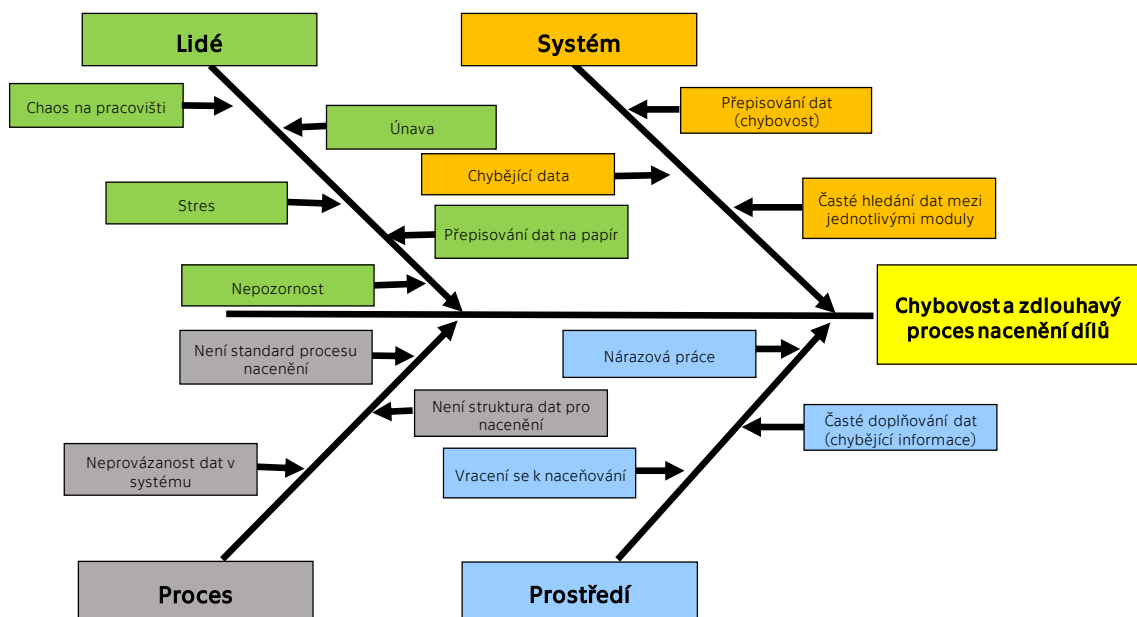 Lidé
Systém
Chaos na pracovišti
Únava
Přepisování dat
(chybovost)
Chybějící data
Stres
Časté hledání dat mezi
jednotlivými moduly
Přepisování dat na papír
Nepozornost
Chybovost a zdlouhavý
proces nacenění dílů
Není standard procesu
nacenění
Nárazová práce
Není struktura dat pro
nacenění
Časté doplňování dat
(chybějící informace)
Neprovázanost dat v
systému
Vracení se k naceňování
Proces
Prostředí